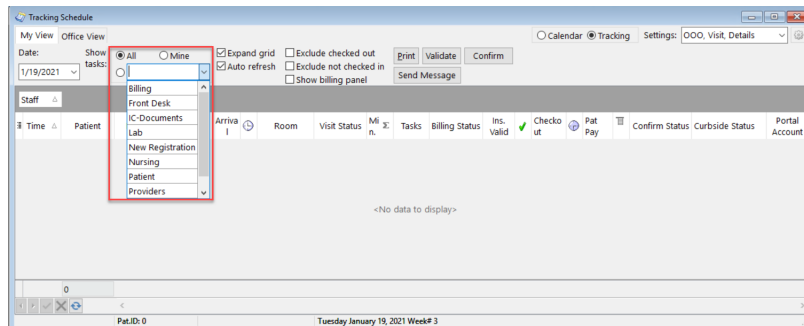 Tracking Schedule
My View Office View
Calendar Tracking Settings: OOO, Visit, Details
Date: Show tasks: All Mine
Expand grid Exclude checked out
Print Validate Confirm
1/19/2021
Auto refresh Exclude not checked in
Show billing panel
Send Message
Billing
Front Desk
IC-Documents
Lab
New Registration
Nursing
Patient
Providers
Staff
Time Patient Arrival Room Visit Status Min. Σ Tasks Billing Status Ins. Valid Checkout Pat Pay Confirm Status Curbside Status Portal Account
<No data to display>
0
Pat.ID: 0 Tuesday January 19, 2021 Week# 3